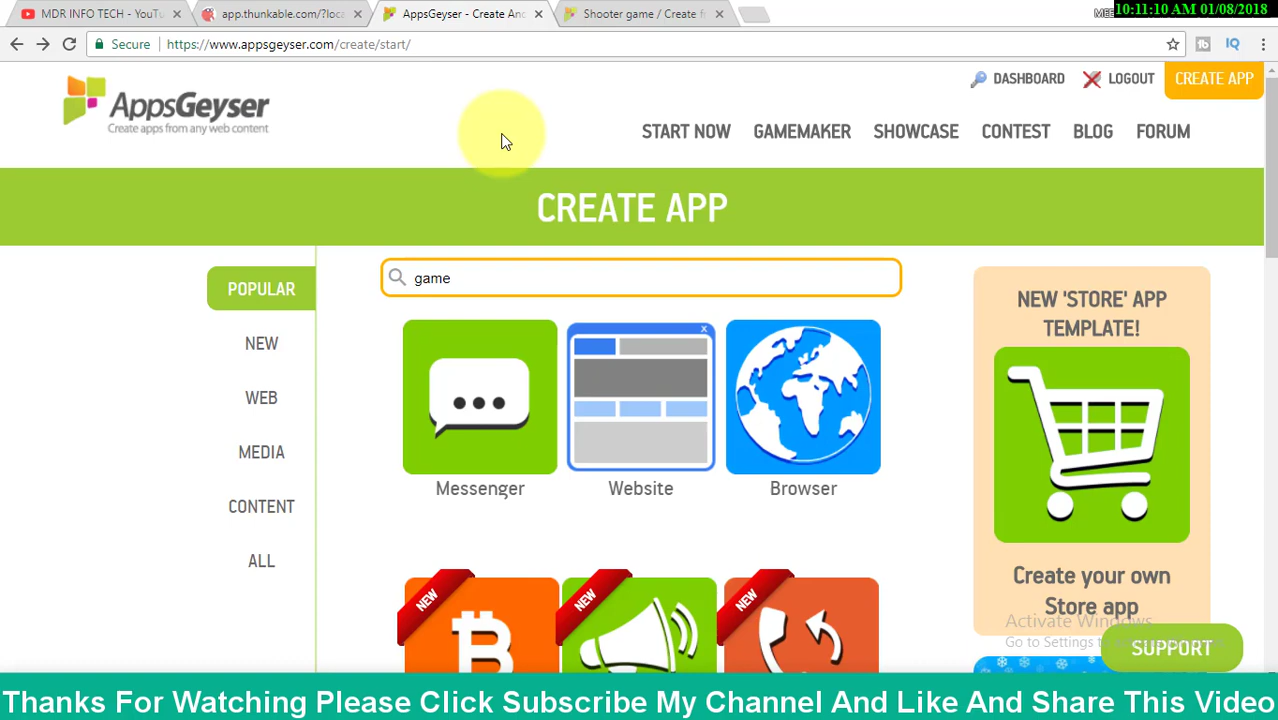 MDR INFO TECH - YouTu
app.thunkable.com/?loca
AppsGeyser - Create And
Shooter game / Create fr
10:11:10 AM 01/08/2018
Secure
https://www.appsgeyser.com/create/start/
AppsGeyser
Create apps from any web content
DASHBOARD
LOGOUT
CREATE APP
START NOW
GAMEMAKER
SHOWCASE
CONTEST
BLOG
FORUM
CREATE APP
POPULAR
NEW
WEB
MEDIA
CONTENT
ALL
game
Messenger
Website
Browser
NEW
NEW
NEW
NEW 'STORE' APP
TEMPLATE!
Create your own
Store app
Activate Windows
Go to Settings to
SUPPORT
Thanks For Watching Please Click Subscribe My Channel And Like And Share This Video